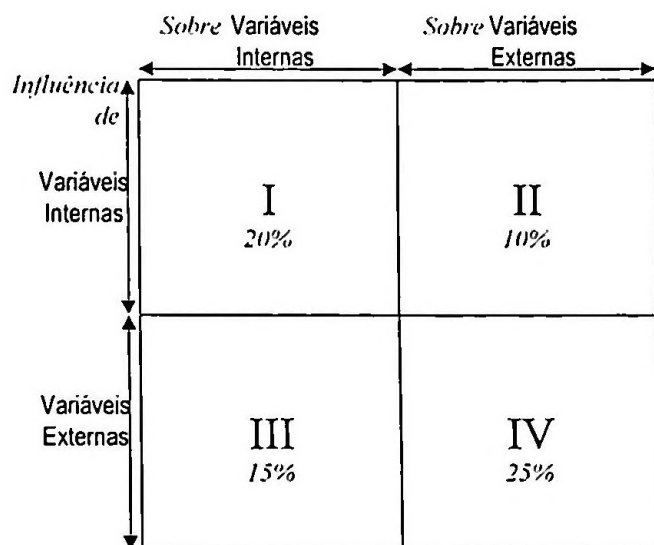 Sobre Variáveis Internas
Sobre Variáveis Externas
Influência de
Variáveis Internas
I
20%
II
10%
Variáveis Externas
III
15%
IV
25%